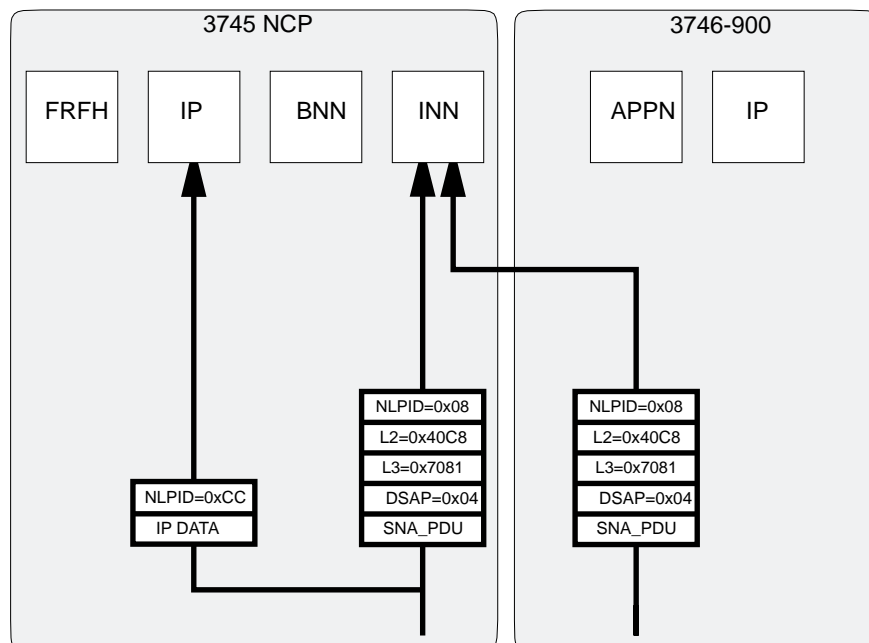 3745 NCP
3746-900
FRFH
IP
BNN
INN
APPN
IP
NLPID=0x08
L2=0x40C8
L3=0x7081
DSAP=0x04
SNA_PDU
NLPID=0xCC
IP DATA
NLPID=0x08
L2=0x40C8
L3=0x7081
DSAP=0x04
SNA_PDU